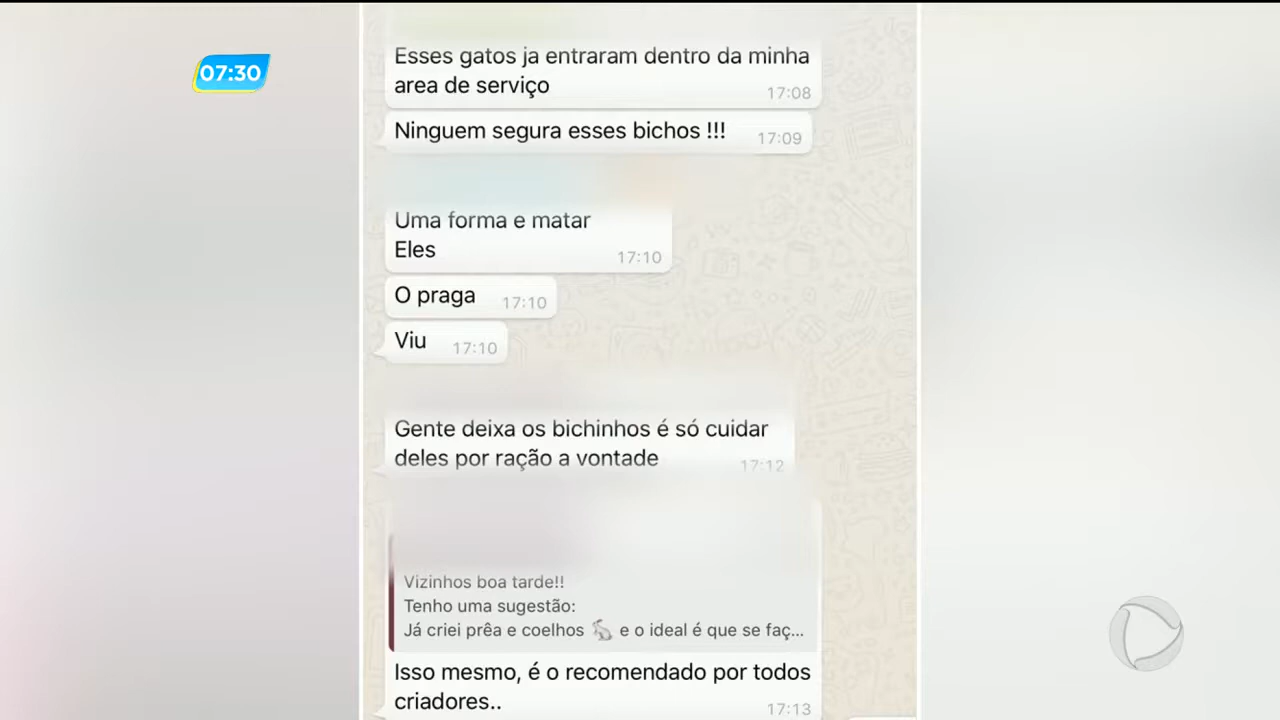 07:30
Esses gatos ja entraram dentro da minha
area de serviço
17:08
Ninguem segura esses bichos !!! 17:09
Uma forma e matar
Eles
17:10
O praga 17:10
Viu 17:10
Gente deixa os bichinhos é só cuidar
deles por ração a vontade 17:12
Vizinhos boa tarde!!
Tenho uma sugestão:
Já criei prêa e coelhos 🐇 e o ideal é que se faç...
Isso mesmo, é o recomendado por todos
criadores.. 17:13